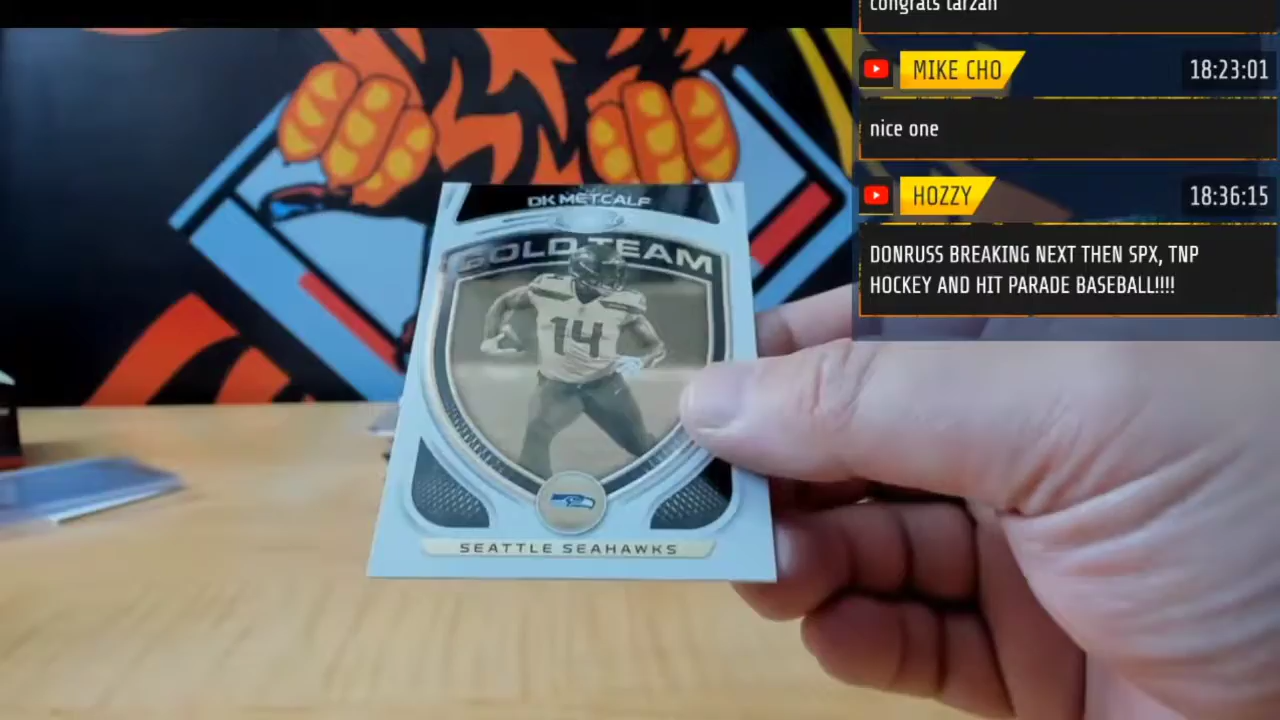 congrats tarzan
MIKE CHO
18:23:01
nice one
HOZZY
18:36:15
DONRUSS BREAKING NEXT THEN SPX, TNP
HOCKEY AND HIT PARADE BASEBALL!!!!
DK METCALF
GOLD TEAM
14
SEATTLE SEAHAWKS